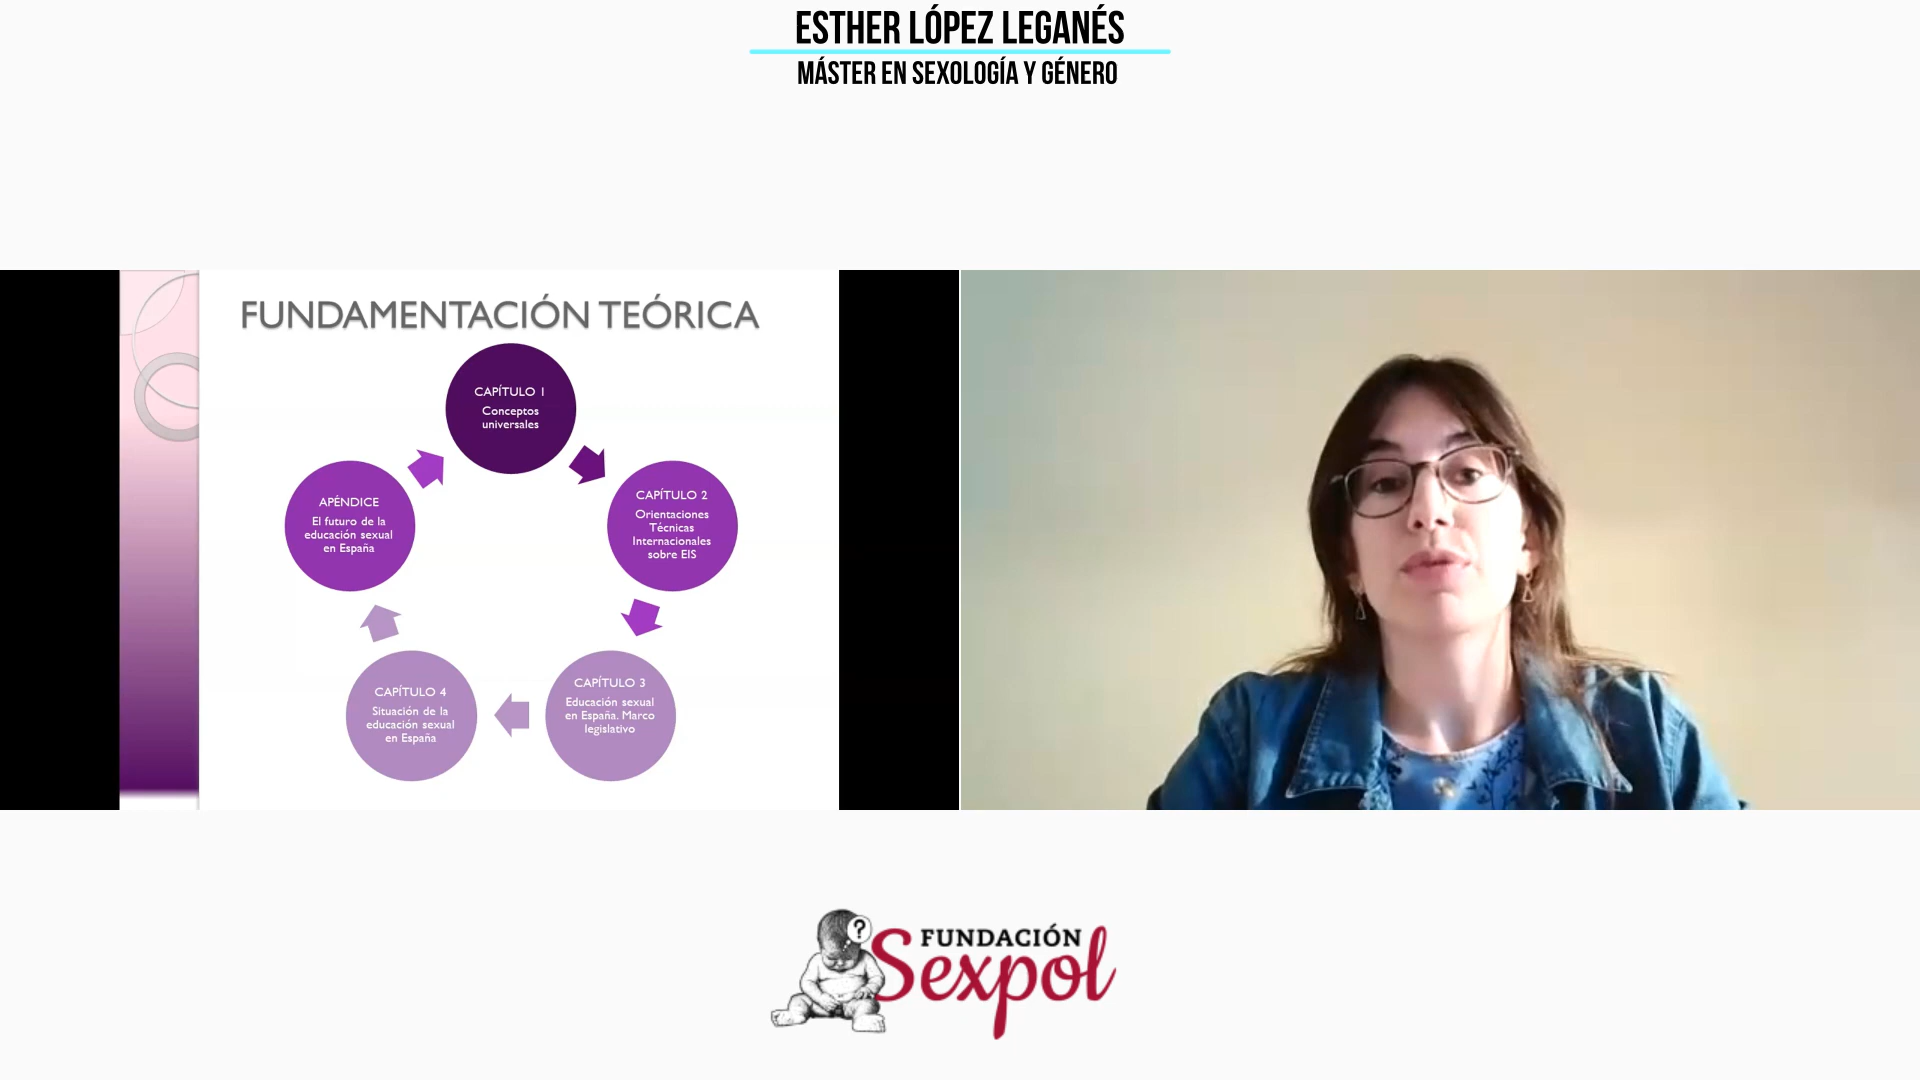 ESTHER LÓPEZ LEGANÉS
MÁSTER EN SEXOLOGÍA Y GÉNERO
FUNDAMENTACIÓN TEÓRICA
CAPÍTULO 1
Conceptos
universales
CAPÍTULO 2
Orientaciones
Técnicas
Internacionales
sobre EIS
CAPÍTULO 3
Educación sexual
en España. Marco
legislativo
CAPÍTULO 4
Situación de la
educación sexual
en España
APÉNDICE
El futuro de la
educación sexual
en España
?
FUNDACIÓN
Sexpol